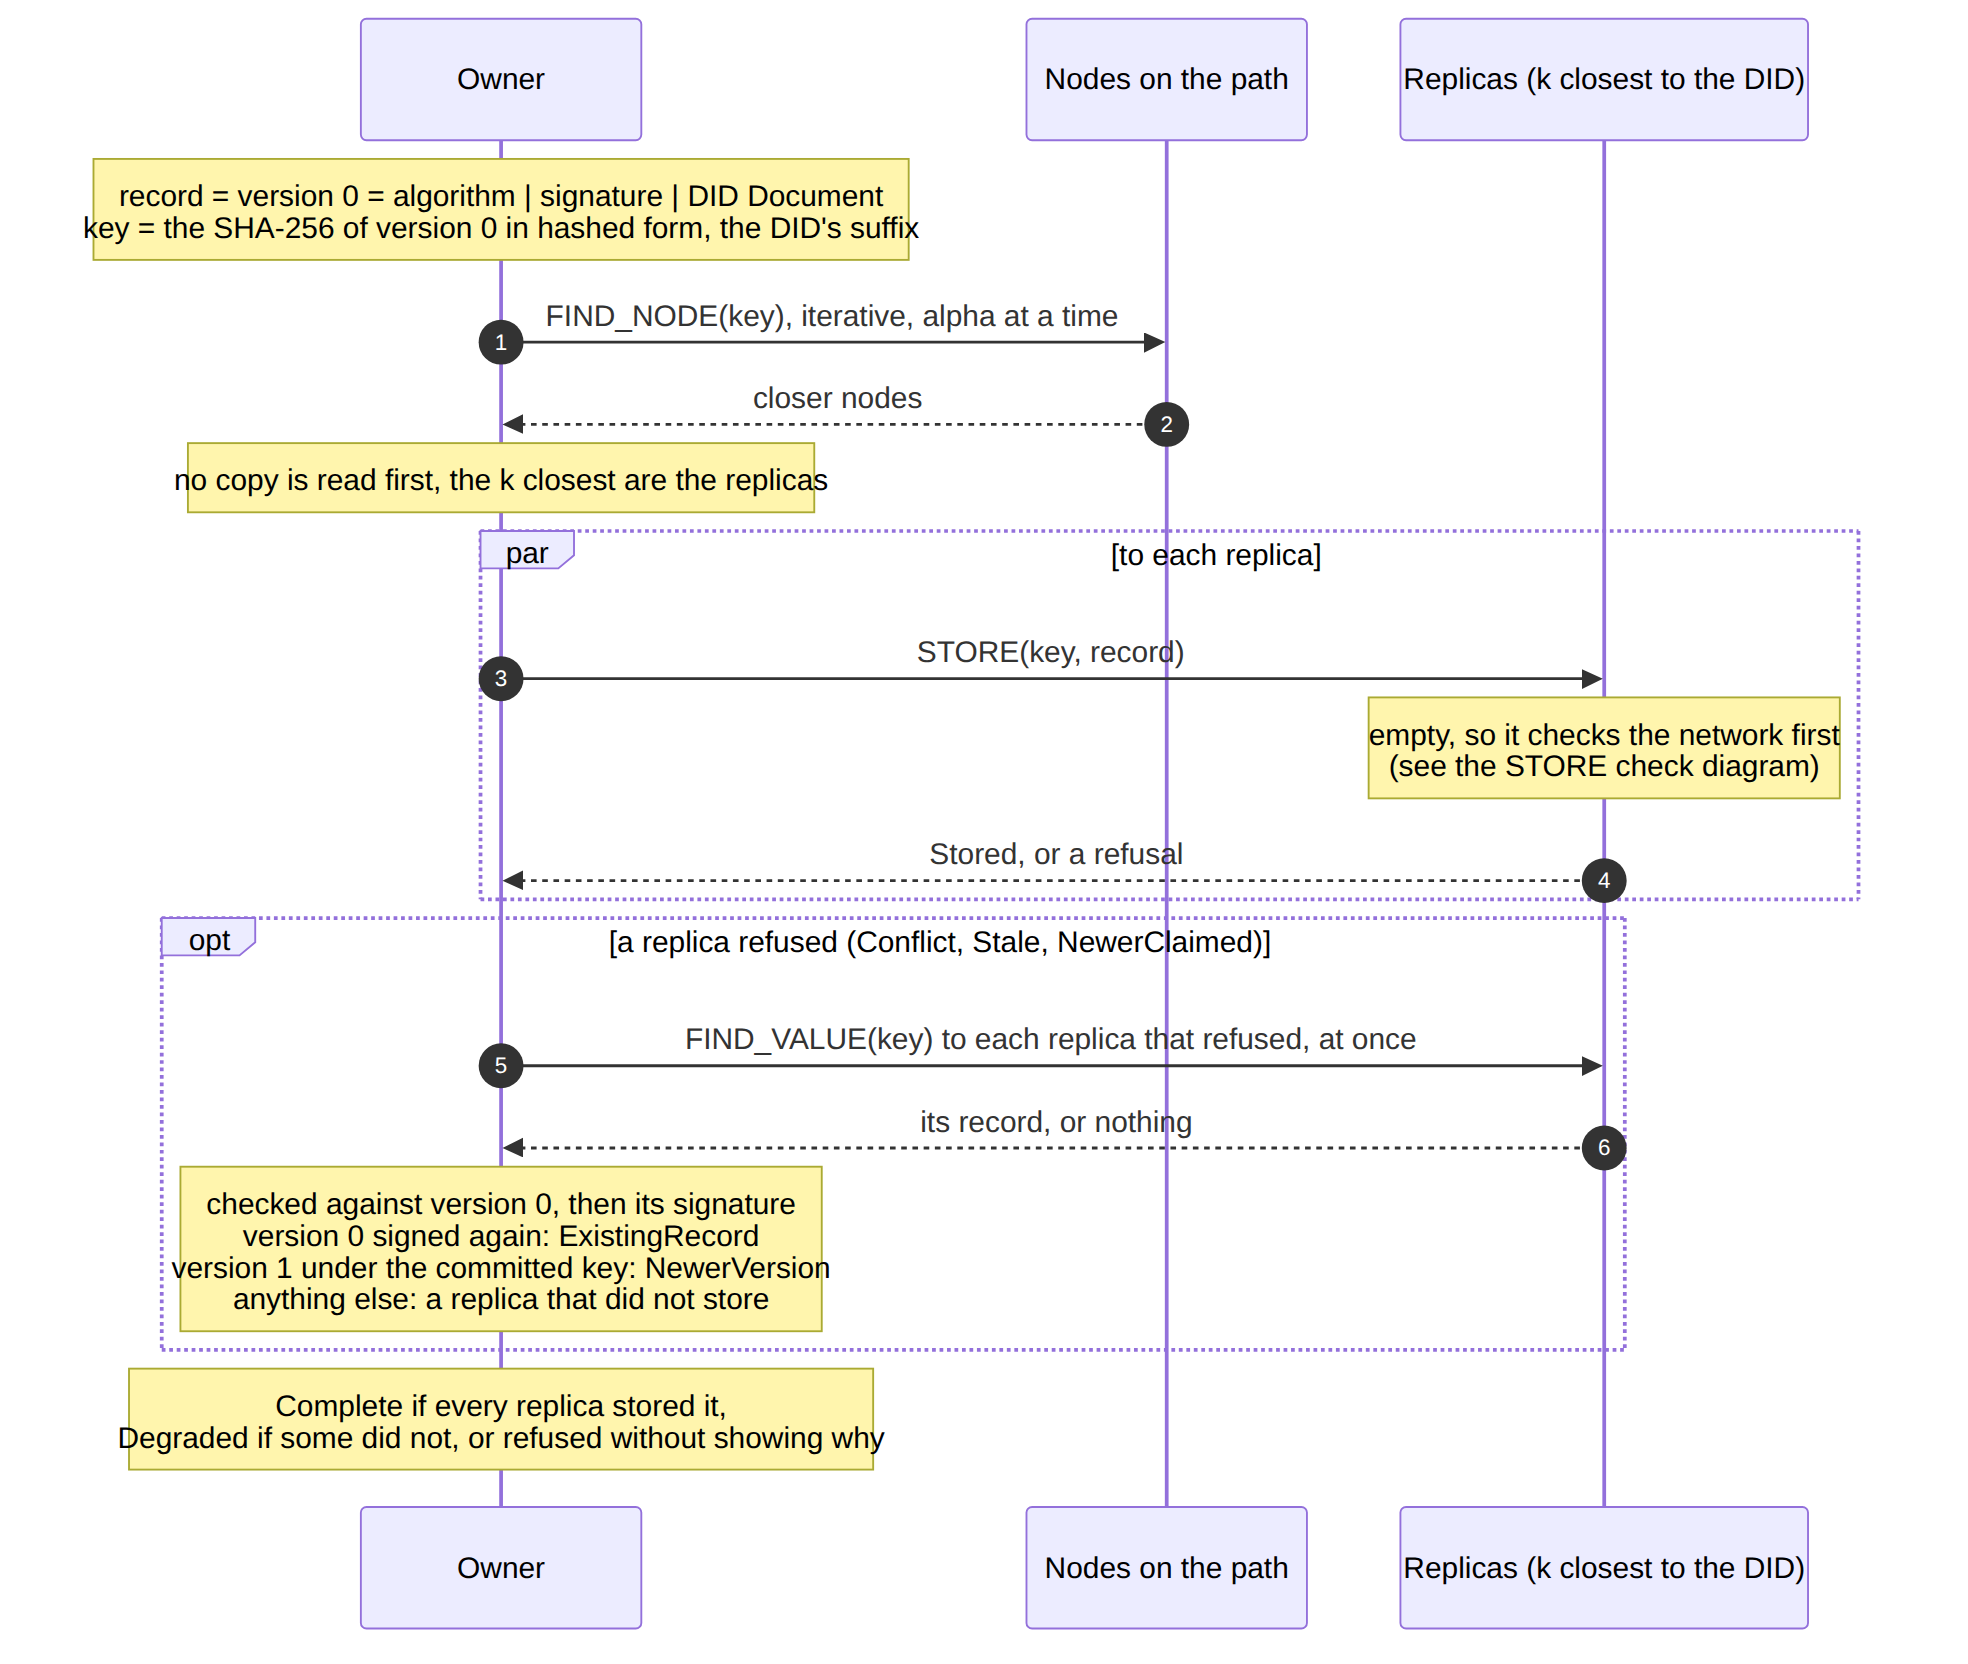 Owner
Nodes on the path
Replicas (k closest to the DID)
record = version 0 = algorithm | signature | DID Document
key = the SHA-256 of version 0 in hashed form, the DID's suffix
FIND_NODE(key), iterative, alpha at a time
1
closer nodes
2
no copy is read first, the k closest are the replicas
par
[to each replica]
STORE(key, record)
3
empty, so it checks the network first
(see the STORE check diagram)
Stored, or a refusal
4
opt
[a replica refused (Conflict, Stale, NewerClaimed)]
FIND_VALUE(key) to each replica that refused, at once
5
its record, or nothing
6
checked against version 0, then its signature
version 0 signed again: ExistingRecord
version 1 under the committed key: NewerVersion
anything else: a replica that did not store
Complete if every replica stored it,
Degraded if some did not, or refused without showing why
Owner
Nodes on the path
Replicas (k closest to the DID)